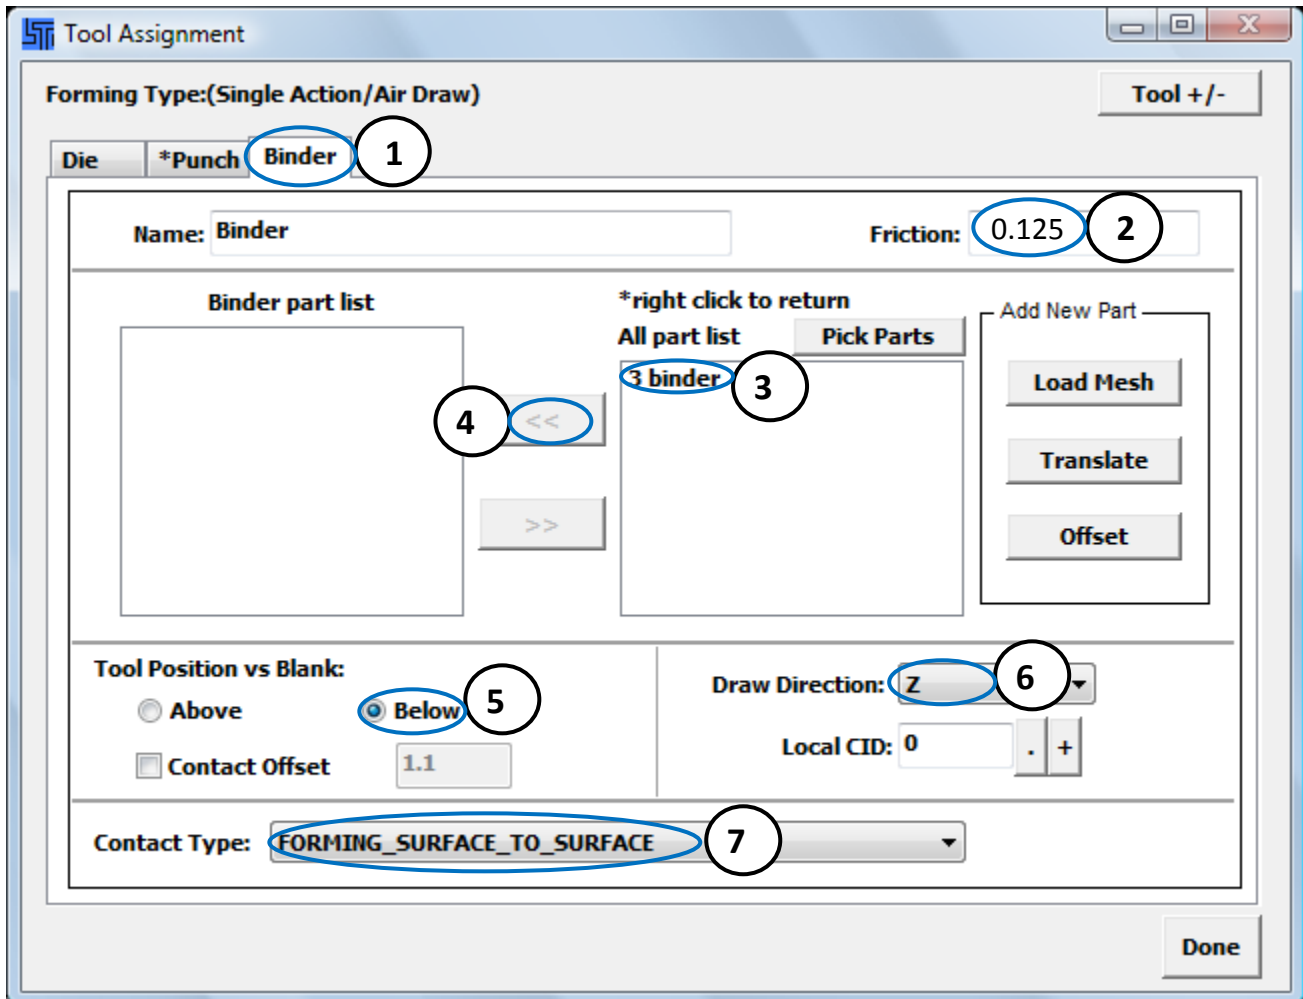 Tool Assignment
Forming Type:(Single Action/Air Draw)
Tool +/-
Die *Punch Binder 1
Name: Binder
Friction: 0.125 2
Binder part list
*right click to return
All part list Pick Parts
Add New Part
3 binder 3
Load Mesh
4 <<
Translate
>>
Offset
Tool Position vs Blank:
Above Below 5
Contact Offset 1.1
Draw Direction: Z 6
Local CID: 0 . +
Contact Type: FORMING_SURFACE_TO_SURFACE 7
Done